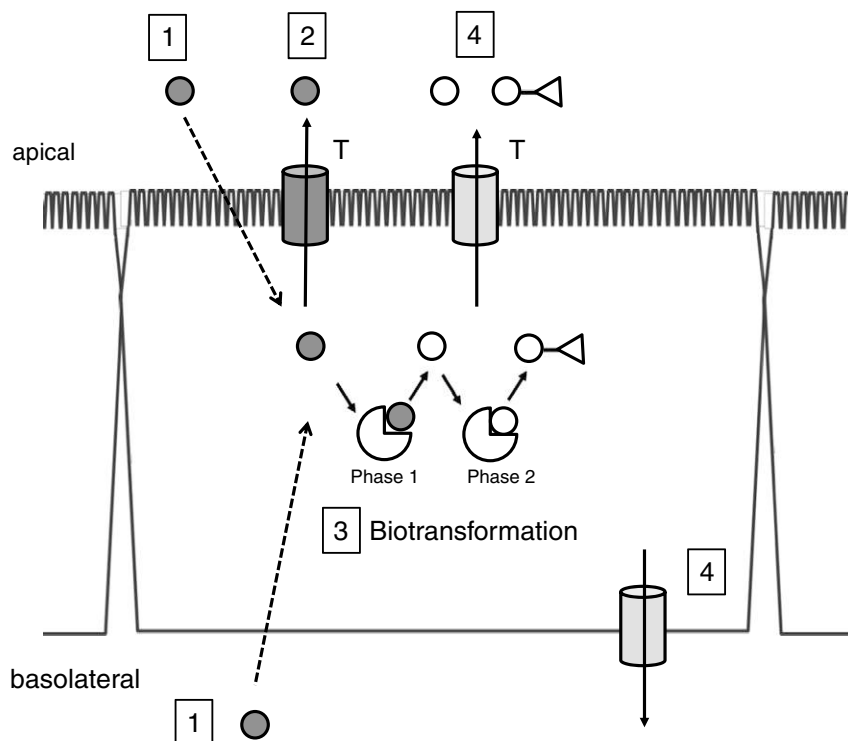 1
2
4
T
T
apical
Phase 1
Phase 2
3 Biotransformation
4
basolateral
1